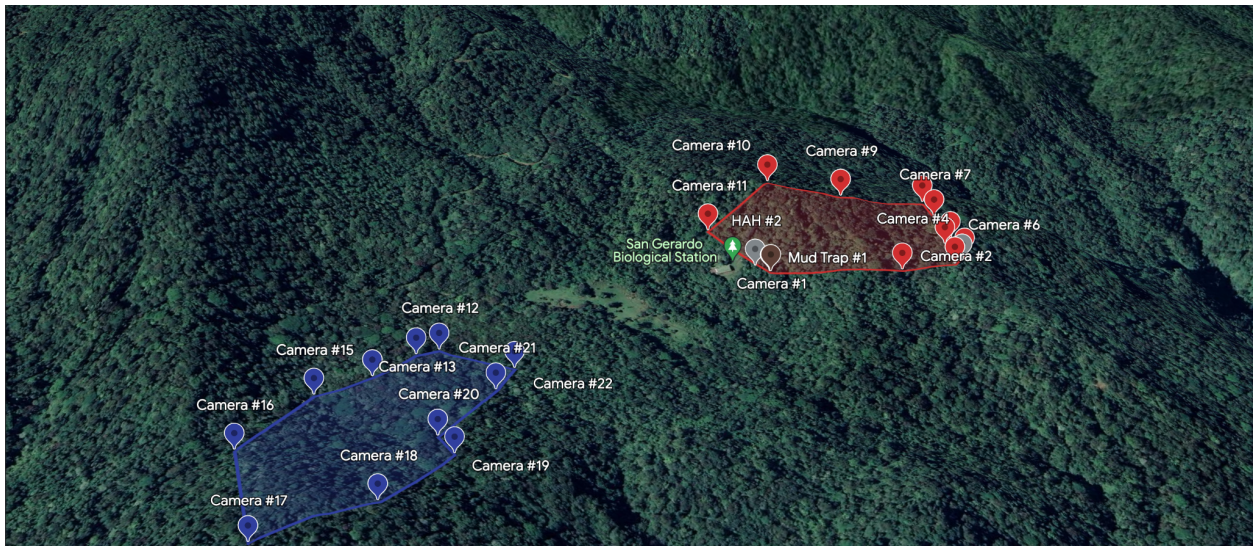 Camera #10
Camera #9
Camera #7
Camera #11
HAH #2
Camera #4
Camera #6
San Gerardo
Biological Station
Mud Trap #1
Camera #2
Camera #1
Camera #12
Camera #15
Camera #21
Camera #13
Camera #22
Camera #20
Camera #16
Camera #18
Camera #19
Camera #17